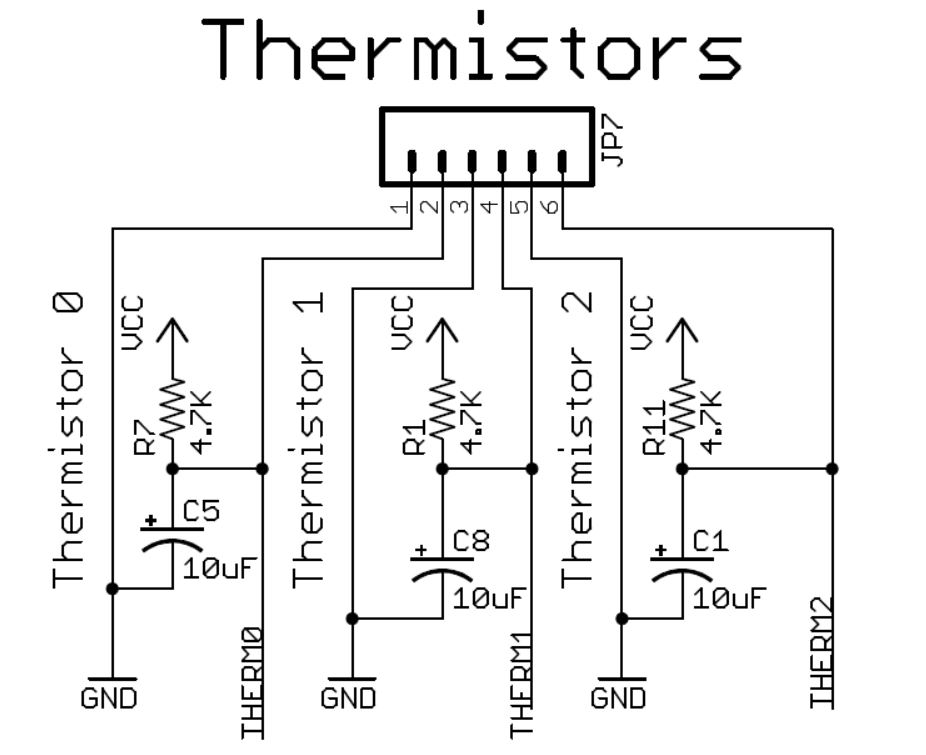 Thermistors
JP7
1
2
3
4
5
6
Thermistor 0
VCC
R7
4.7K
C5
+
10uF
GND
THERM0
Thermistor 1
VCC
R1
4.7K
C8
+
10uF
GND
THERM1
Thermistor 2
VCC
R11
4.7K
C1
+
10uF
GND
THERM2